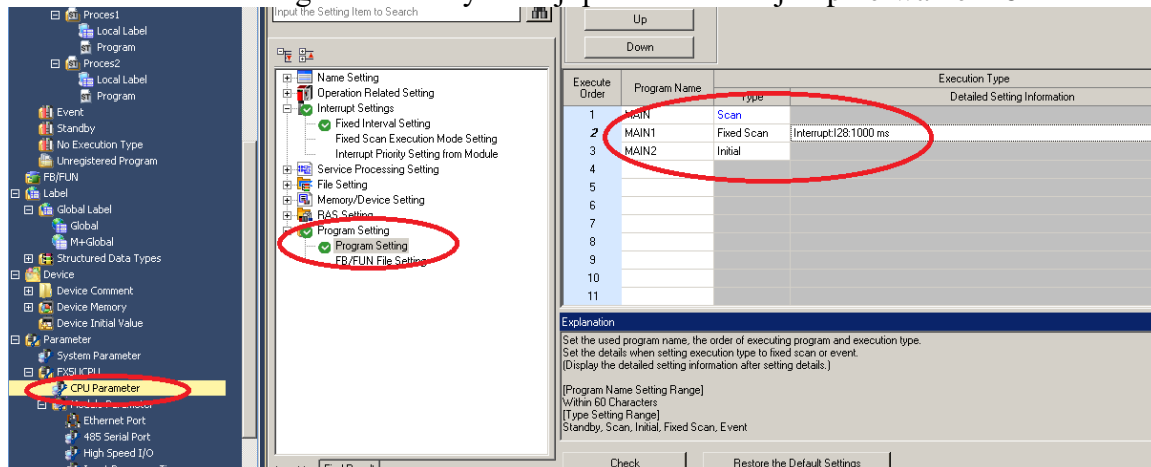 Proces1
Local Label
Program
Proces2
Local Label
Program
Event
Standby
No Execution Type
Unregistered Program
FB/FUN
Label
Global Label
Global
M+Global
Structured Data Types
Device
Device Comment
Device Memory
Device Initial Value
Parameter
System Parameter
FX5UCPU
CPU Parameter
Module Parameter
Ethernet Port
485 Serial Port
High Speed I/O
Input the Setting Item to Search
Name Setting
Operation Related Setting
Interrupt Settings
Fixed Interval Setting
Fixed Scan Execution Mode Setting
Interrupt Priority Setting from Module
Service Processing Setting
File Setting
Memory/Device Setting
RAS Setting
Program Setting
Program Setting
FB/FUN File Setting
Find Result
Up
Down
Execute Order Program Name Execution Type
Type Detailed Setting Information
1 MAIN Scan
2 MAIN1 Fixed Scan Interrupt:I28:1000 ms
3 MAIN2 Initial
4
5
6
7
8
9
10
11
Explanation
Set the used program name, the order of executing program and execution type.
Set the details when setting execution type to fixed scan or event.
(Display the detailed setting information after setting details.)
[Program Name Setting Range]
Within 60 Characters
[Type Setting Range]
Standby, Scan, Initial, Fixed Scan, Event
Check Restore the Default Settings